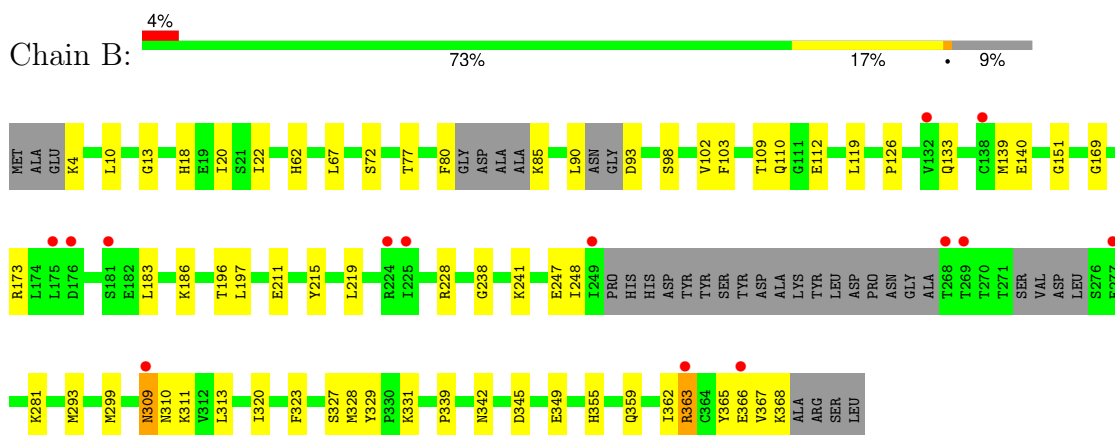 4%
Chain B:
73% 17% • 9%
MET ALA GLU K4 L10 G13 H18 E19 I20 S21 I22 H62 L67 S72 T77 F80 GLY ASP ALA ALA K85 L90 ASN GLY D93 S98 V102 F103 T109 Q110 G111 E112 L119 P126 V132 Q133 C138 M139 E140 G151 G169
R173 L174 L175 D176 S181 E182 L183 K186 T196 L197 E211 Y215 L219 R224 I225 R228 G238 K241 E247 I248 I249 PRO HIS HIS ASP TYR TYR SER TYR ASP ALA LYS TYR LEU ASP PRO ASN GLY ALA T268 T269 T270 T271 SER VAL ASP LEU S276 E277
K281 M293 M299 N309 N310 K311 V312 L313 I320 F323 S327 M328 Y329 P330 K331 P339 N342 D345 E349 H355 Q359 I362 R363 C364 Y365 E366 V367 K368 ALA ARG SER LEU